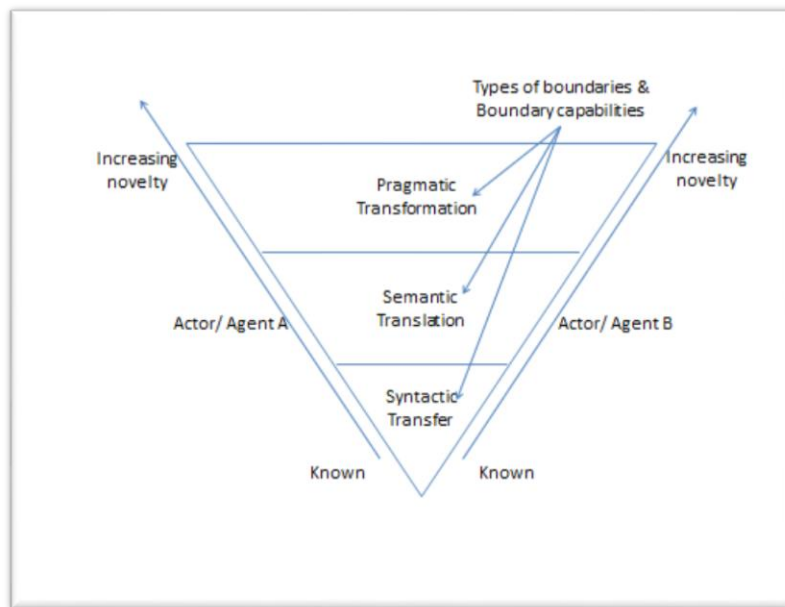 Types of boundaries &
Boundary capabilities
Increasing
novelty
Increasing
novelty
Pragmatic
Transformation
Semantic
Translation
Actor/ Agent A
Actor/ Agent B
Syntactic
Transfer
Known
Known